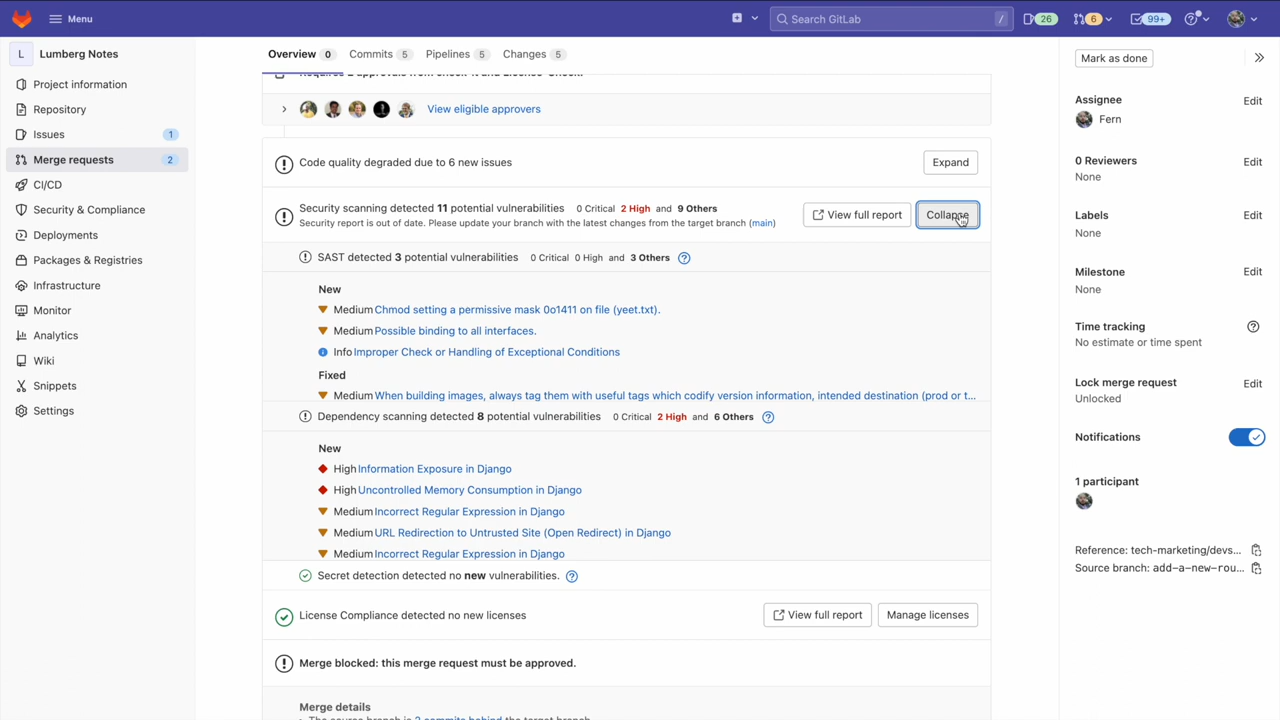 Menu
Search GitLab
/
26
6
99+
L
Lumberg Notes
Project information
Repository
Issues
1
Merge requests
2
CI/CD
Security & Compliance
Deployments
Packages & Registries
Infrastructure
Monitor
Analytics
Wiki
Snippets
Settings
Overview 0
Commits 5
Pipelines 5
Changes 5
View eligible approvers
Code quality degraded due to 6 new issues
Expand
Security scanning detected 11 potential vulnerabilities 0 Critical 2 High and 9 Others
Security report is out of date. Please update your branch with the latest changes from the target branch (main)
View full report
Collapse
SAST detected 3 potential vulnerabilities 0 Critical 0 High and 3 Others
New
Medium Chmod setting a permissive mask 0o1411 on file (yeet.txt).
Medium Possible binding to all interfaces.
Info Improper Check or Handling of Exceptional Conditions
Fixed
Medium When building images, always tag them with useful tags which codify version information, intended destination (prod or t...
Dependency scanning detected 8 potential vulnerabilities 0 Critical 2 High and 6 Others
New
High Information Exposure in Django
High Uncontrolled Memory Consumption in Django
Medium Incorrect Regular Expression in Django
Medium URL Redirection to Untrusted Site (Open Redirect) in Django
Medium Incorrect Regular Expression in Django
Secret detection detected no new vulnerabilities.
License Compliance detected no new licenses
View full report
Manage licenses
Merge blocked: this merge request must be approved.
Merge details
The source branch is 2 commits behind the target branch
Mark as done
Assignee
Edit
Fern
0 Reviewers
Edit
None
Labels
Edit
None
Milestone
Edit
None
Time tracking
No estimate or time spent
Lock merge request
Edit
Unlocked
Notifications
1 participant
Reference: tech-marketing/devs...
Source branch: add-a-new-rou...